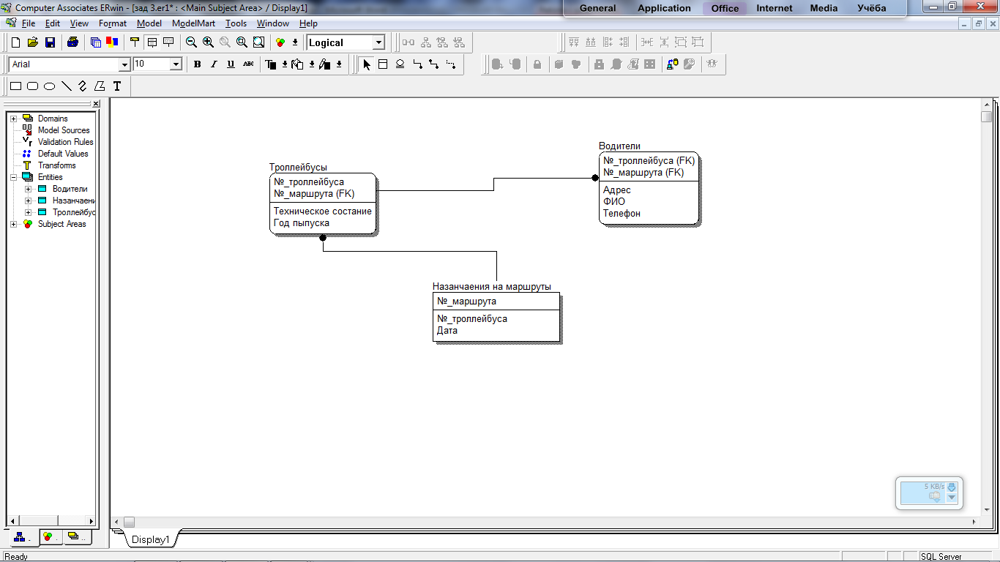 Computer Associates ERwin - [зад 3.er1* : <Main Subject Area> / Display1]
General Application Office Internet Media Учёба
File Edit View Format Model ModelMart Tools Window Help
Logical
Arial 10 B I U ABC
T
Domains
Model Sources
Validation Rules
Default Values
Transforms
Entities
Водители
Назанчаени
Троллейбус
Subject Areas
Водители
№_троллейбуса (FK)
№_маршрута (FK)
Адрес
ФИО
Телефон
Троллейбусы
№_троллейбуса
№_маршрута (FK)
Техническое состание
Год пыпуска
Назанчаения на маршруты
№_маршрута
№_троллейбуса
Дата
5 KB/s
Display1
Ready
SQL Server